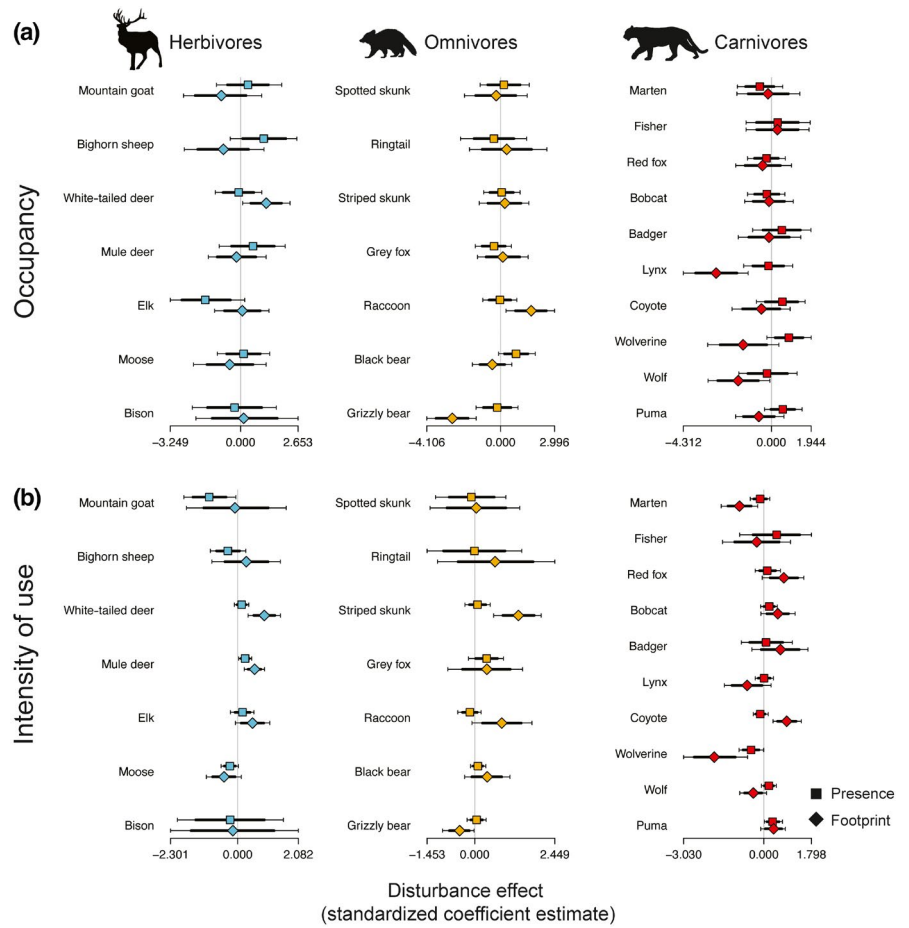 (a)
Herbivores
Omnivores
Carnivores
Occupancy
Mountain goat
Bighorn sheep
White-tailed deer
Mule deer
Elk
Moose
Bison
−3.249 0.000 2.653
Spotted skunk
Ringtail
Striped skunk
Grey fox
Raccoon
Black bear
Grizzly bear
−4.106 0.000 2.996
Marten
Fisher
Red fox
Bobcat
Badger
Lynx
Coyote
Wolverine
Wolf
Puma
−4.312 0.000 1.944
(b)
Intensity of use
Mountain goat
Bighorn sheep
White-tailed deer
Mule deer
Elk
Moose
Bison
−2.301 0.000 2.082
Spotted skunk
Ringtail
Striped skunk
Grey fox
Raccoon
Black bear
Grizzly bear
−1.453 0.000 2.449
Marten
Fisher
Red fox
Bobcat
Badger
Lynx
Coyote
Wolverine
Wolf
Puma
−3.030 0.000 1.798
Presence
Footprint
Disturbance effect
(standardized coefficient estimate)